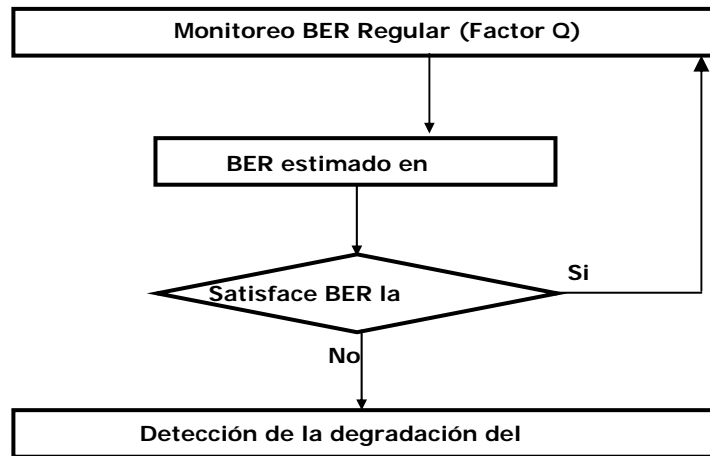 Monitoreo BER Regular (Factor Q)
BER estimado en
Satisface BER la
Si
No
Detección de la degradación del